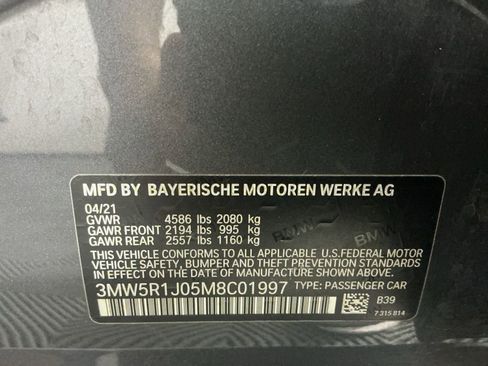 MFD BY BAYERISCHE MOTOREN WERKE AG
04/21
GVWR 4586 lbs 2080 kg
GAWR FRONT 2194 lbs 995 kg
GAWR REAR 2557 lbs 1160 kg
THIS VEHICLE CONFORMS TO ALL APPLICABLE U.S.FEDERAL MOTOR
VEHICLE SAFETY, BUMPER AND THEFT PREVENTION STANDARDS
IN EFFECT ON THE DATE OF MANUFACTURE SHOWN ABOVE.
3MW5R1J05M8C01997 TYPE: PASSENGER CAR
B39
7 315 814